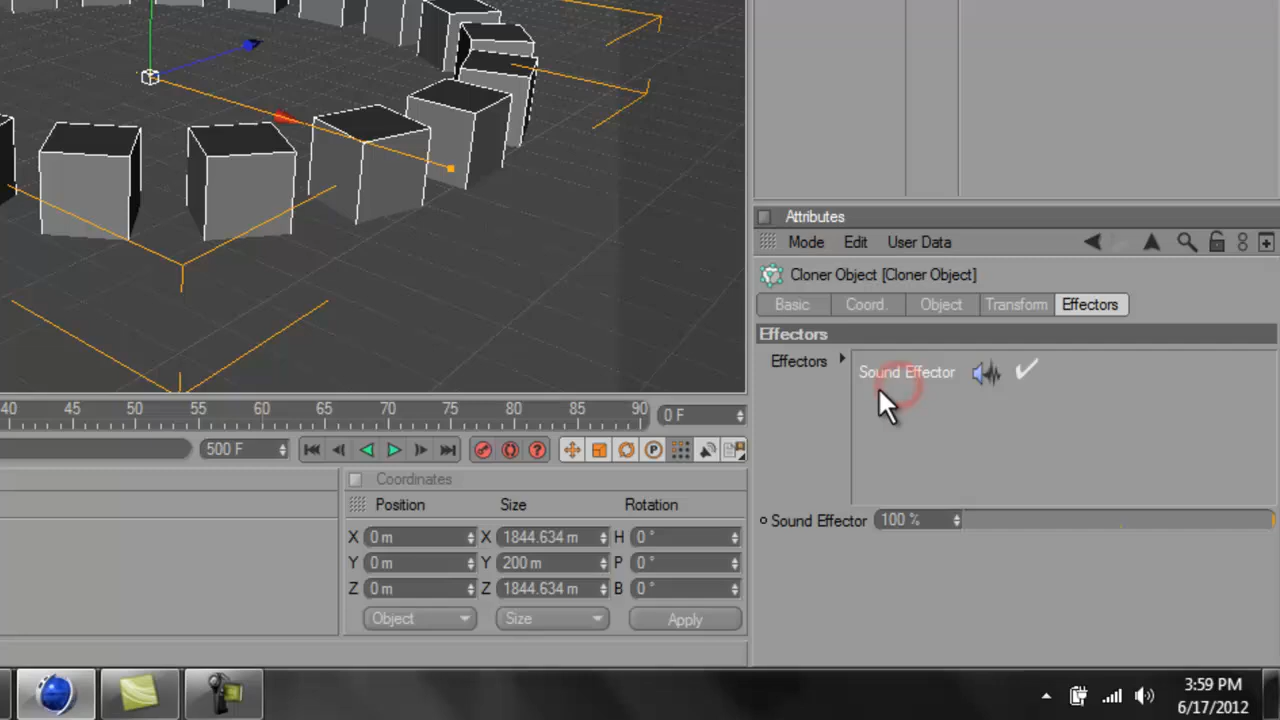 Attributes
Mode Edit User Data
Cloner Object [Cloner Object]
Basic Coord. Object Transform Effectors
Effectors
Effectors Sound Effector
Sound Effector 100 %
40 45 50 55 60 65 70 75 80 85 90 0 F
500 F
Coordinates
Position Size Rotation
X 0 m X 1844.634 m H 0 °
Y 0 m Y 200 m P 0 °
Z 0 m Z 1844.634 m B 0 °
Object Size Apply
3:59 PM
6/17/2012